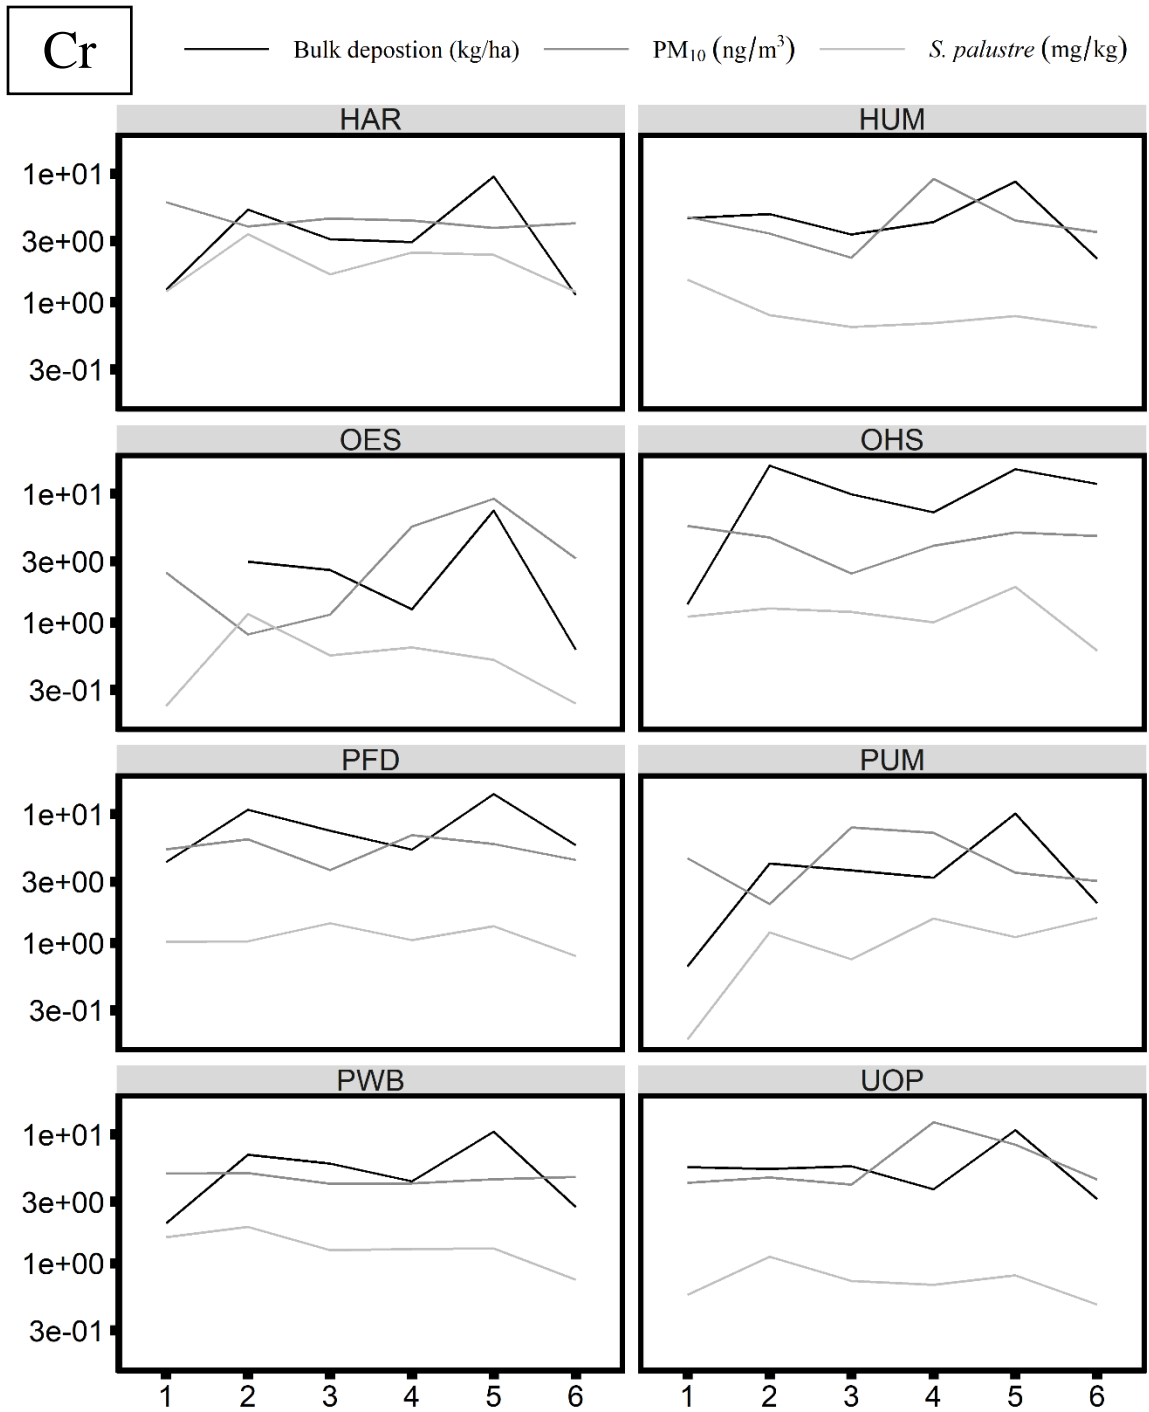 Cr
Bulk depostion (kg/ha) PM₁₀ (ng/m³) S. palustre (mg/kg)
HAR HUM
1e+01
3e+00
1e+00
3e-01
OES OHS
1e+01
3e+00
1e+00
3e-01
PFD PUM
1e+01
3e+00
1e+00
3e-01
PWB UOP
1e+01
3e+00
1e+00
3e-01
1 2 3 4 5 6 1 2 3 4 5 6